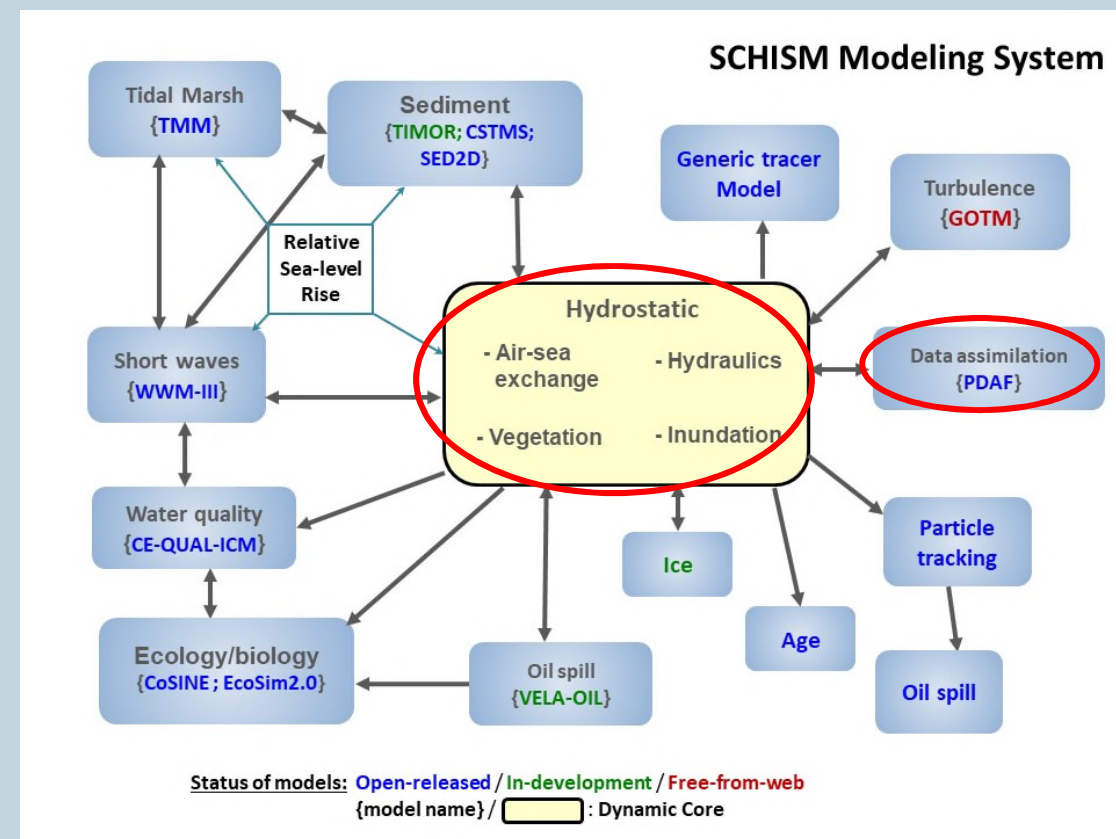 SCHISM Modeling System
Tidal Marsh
{TMM}
Sediment
{TIMOR; CSTMS;
SED2D}
Generic tracer
Model
Turbulence
{GOTM}
Relative
Sea-level
Rise
Hydrostatic
- Air-sea
exchange
- Hydraulics
- Vegetation
- Inundation
Data assimilation
{PDAF}
Short waves
{WWM-III}
Water quality
{CE-QUAL-ICM}
Ice
Particle
tracking
Age
Ecology/biology
{CoSINE ; EcoSim2.0}
Oil spill
{VELA-OIL}
Oil spill
Status of models: Open-released / In-development / Free-from-web
{model name} / : Dynamic Core